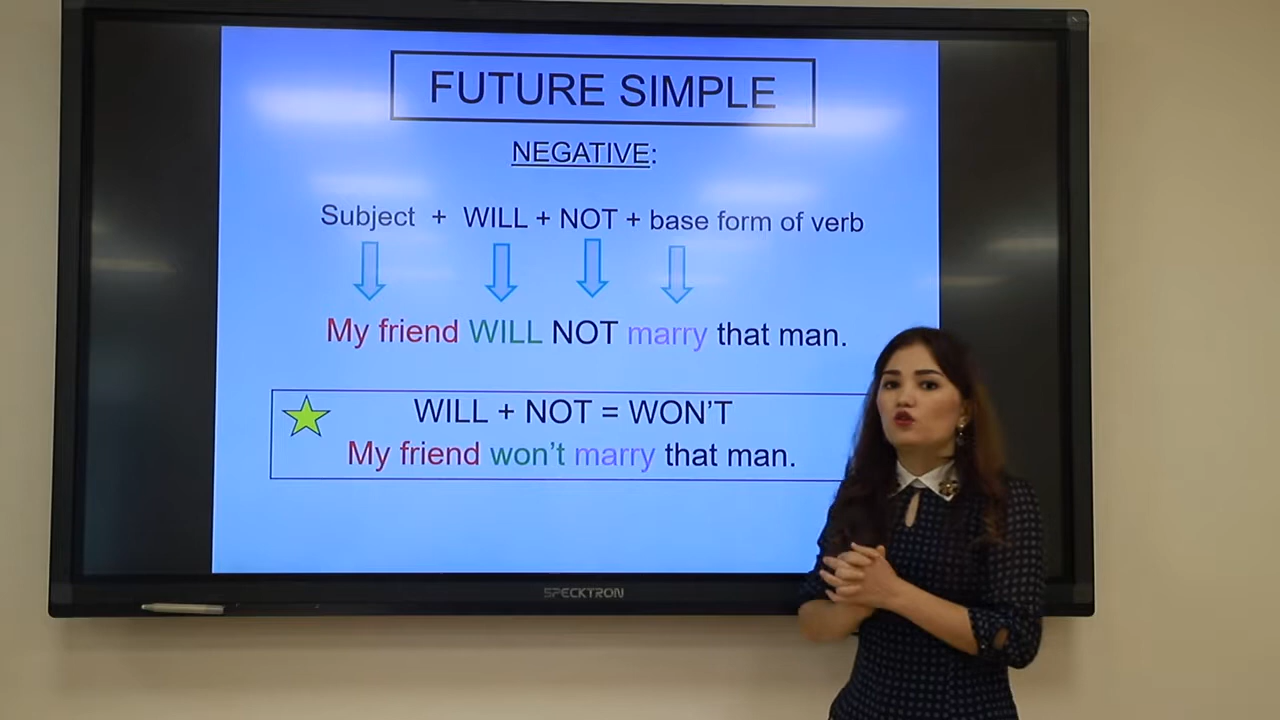 FUTURE SIMPLE
NEGATIVE:
Subject + WILL + NOT + base form of verb
My friend WILL NOT marry that man.
WILL + NOT = WON'T
My friend won't marry that man.
SPECKTRON